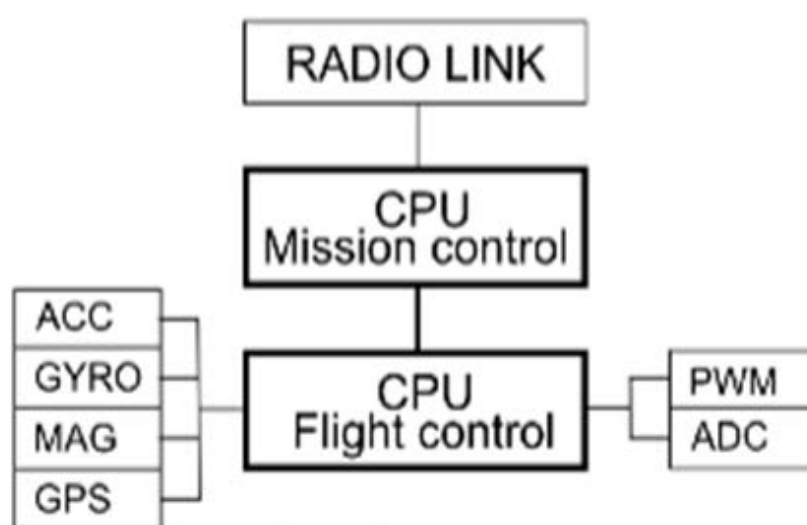 RADIO LINK
CPU
Mission control
ACC
GYRO
MAG
GPS
CPU
Flight control
PWM
ADC